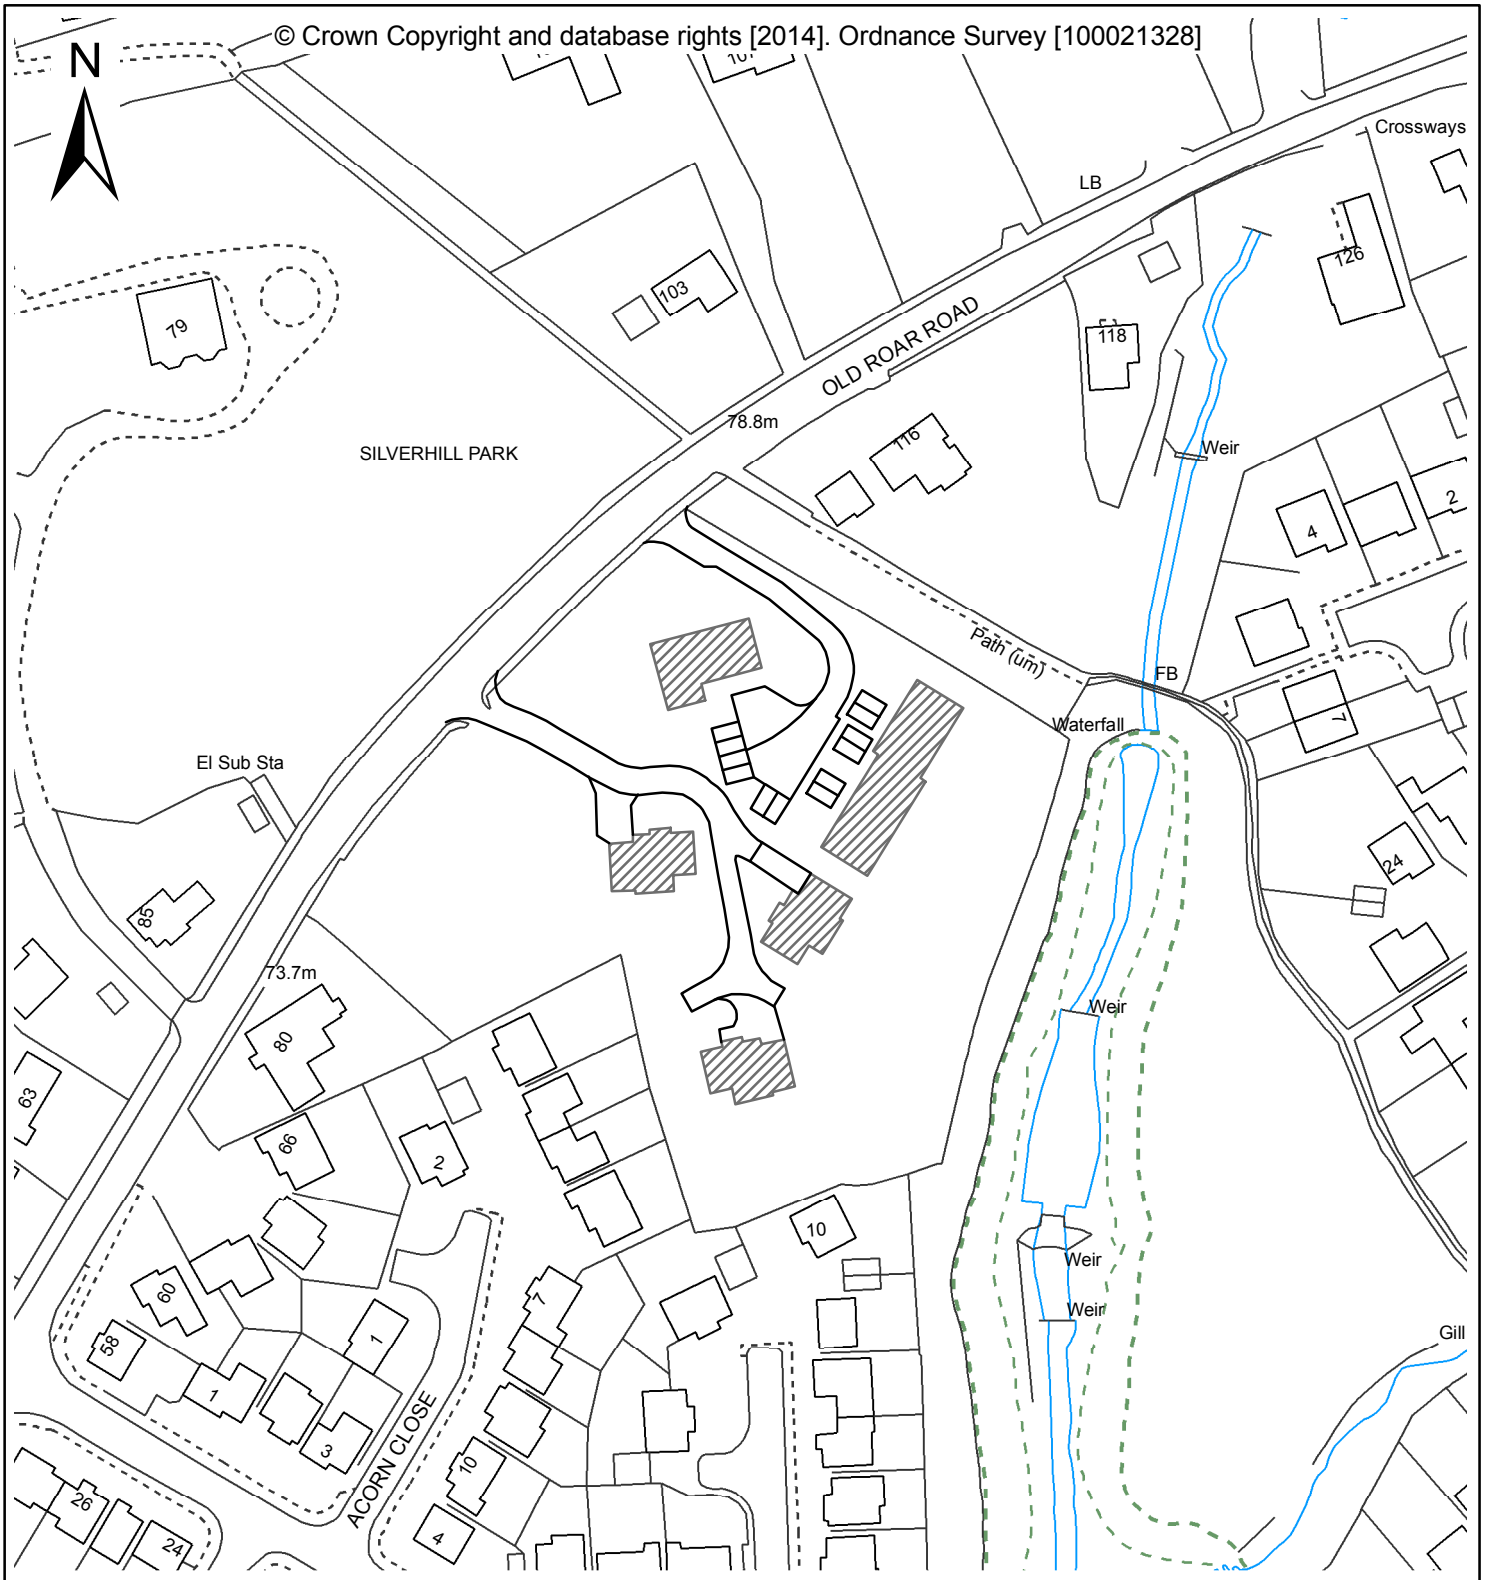 © Crown Copyright and database rights [2014]. Ordnance Survey [100021328]
N
Crossways
LB
126
103
79
118
OLD ROAR ROAD
78.8m
116
SILVERHILL PARK
Weir
2
4
Path (um)
FB
7
Waterfall
El Sub Sta
24
85
73.7m
Weir
80
63
66
2
10
Weir
60
7
Weir
58
1
Gill
1
3
ACORN CLOSE
10
26
4
24